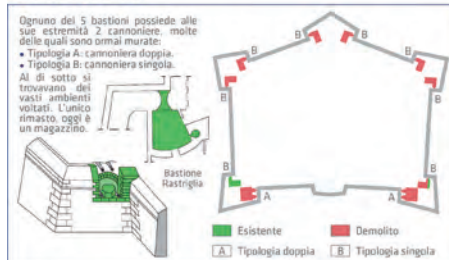 Ognuno dei 5 bastioni possiede alle
sue estremità 2 cannoniere, molte
delle quali sono ormai murate:
• Tipologia A: cannoniera doppia.
• Tipologia B: cannoniera singola.
Al di sotto si
trovavano dei
vasti ambienti
voltati. L'unico
rimasto, oggi è
un magazzino.
Bastione
Rastriglia
B
B
B
B
B
B
B
B
A
A
Esistente
Demolito
A Tipologia doppia
B Tipologia singola